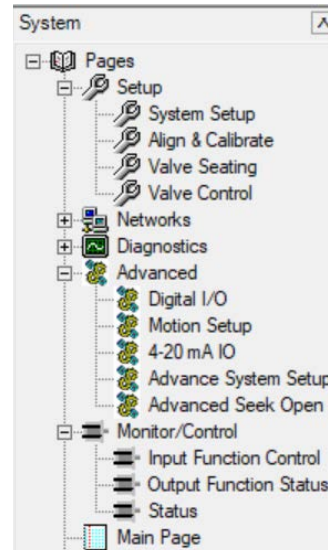 System
Pages
Setup
System Setup
Align & Calibrate
Valve Seating
Valve Control
Networks
Diagnostics
Advanced
Digital I/O
Motion Setup
4-20 mA IO
Advance System Setup
Advanced Seek Open
Monitor/Control
Input Function Control
Output Function Status
Status
Main Page